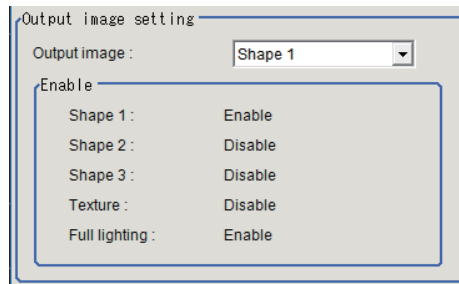 Output image setting
Output image : Shape 1
Enable
Shape 1 : Enable
Shape 2 : Disable
Shape 3 : Disable
Texture : Disable
Full lighting : Enable